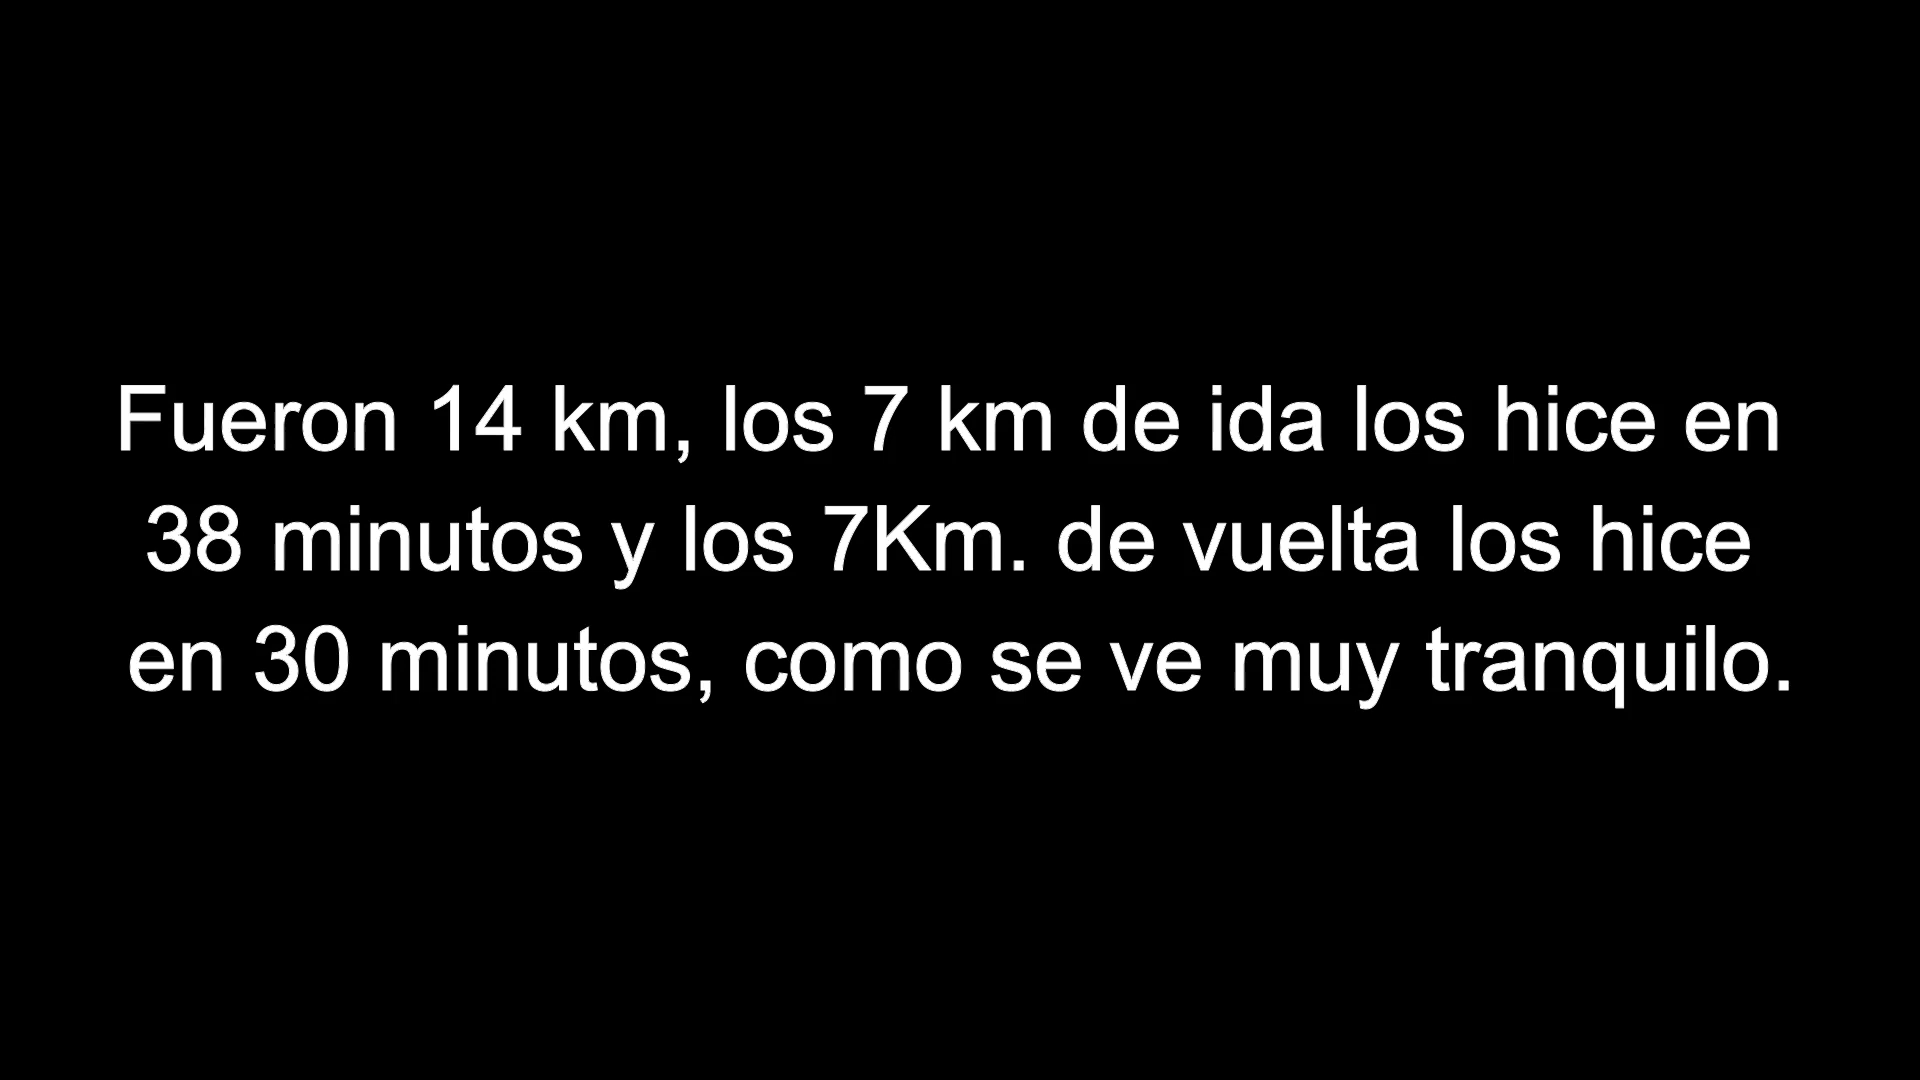 Fueron 14 km, los 7 km de ida los hice en
38 minutos y los 7Km. de vuelta los hice
en 30 minutos, como se ve muy tranquilo.